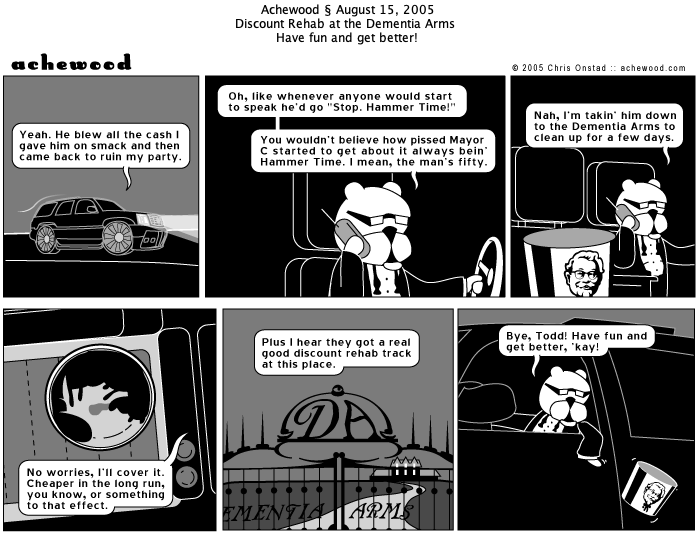 Achewood § August 15, 2005
Discount Rehab at the Dementia Arms
Have fun and get better!
achewood
© 2005 Chris Onstad :: achewood.com
Yeah. He blew all the cash I
gave him on smack and then
came back to ruin my party.
Oh, like whenever anyone would start
to speak he'd go "Stop. Hammer Time!"
You wouldn't believe how pissed Mayor
C started to get about it always bein'
Hammer Time. I mean, the man's fifty.
Nah, I'm takin' him down
to the Dementia Arms to
clean up for a few days.
No worries, I'll cover it.
Cheaper in the long run,
you know, or something
to that effect.
Plus I hear they got a real
good discount rehab track
at this place.
DA
EMENTIA ARMS
Bye, Todd! Have fun and
get better, 'kay!